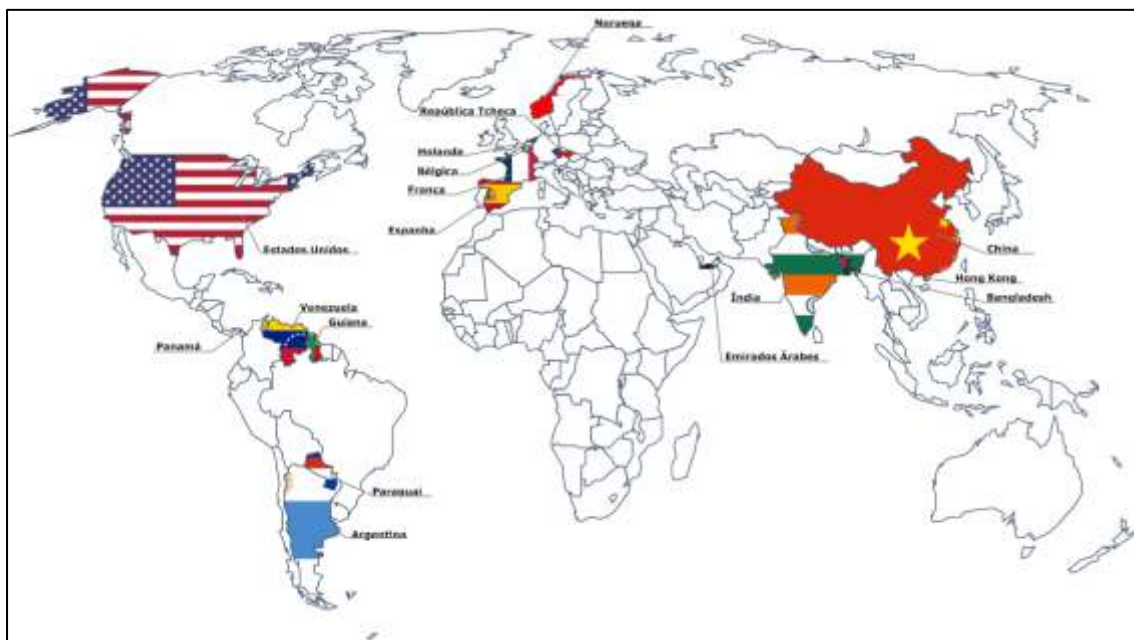 Noruega
República Tcheca
Holanda
Bélgica
França
Espanha
Estados Unidos
China
Hong Kong
Bangladesh
Índia
Venezuela
Guiana
Panamá
Emirados Árabes
Paraguai
Argentina